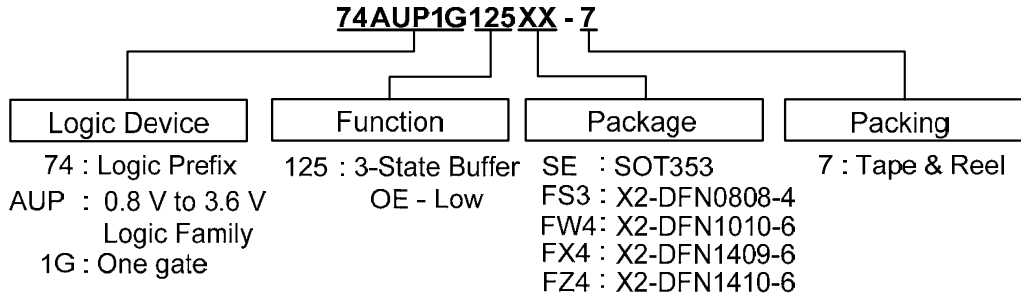 74AUP1G125XX - 7
Logic Device
74 : Logic Prefix
AUP : 0.8 V to 3.6 V
Logic Family
1G : One gate
Function
125 : 3-State Buffer
OE - Low
Package
SE : SOT353
FS3 : X2-DFN0808-4
FW4 : X2-DFN1010-6
FX4 : X2-DFN1409-6
FZ4 : X2-DFN1410-6
Packing
7 : Tape & Reel